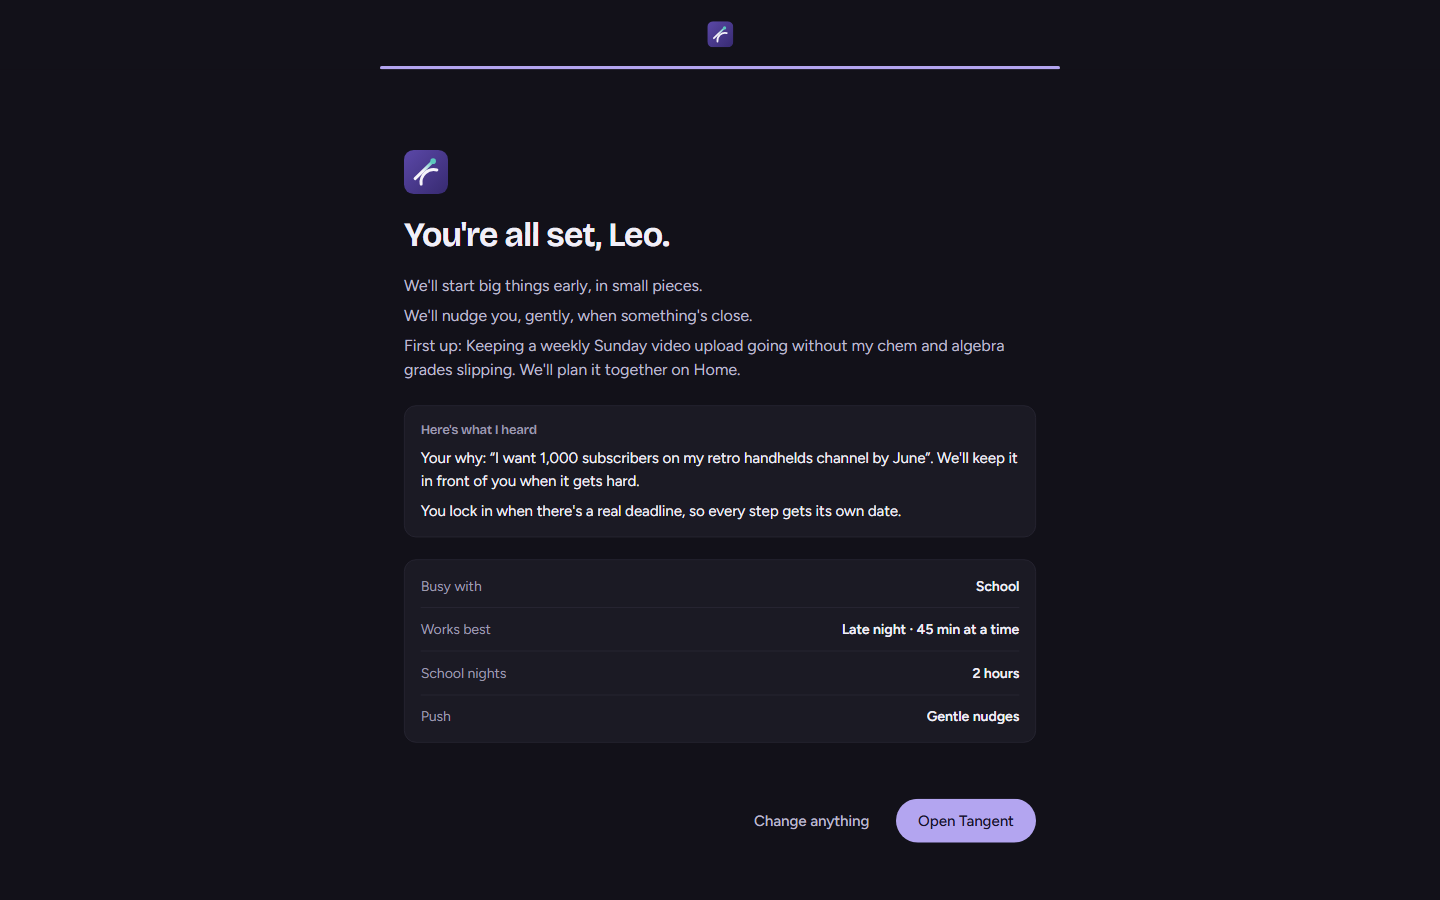 You're all set, Leo.
We'll start big things early, in small pieces.
We'll nudge you, gently, when something's close.
First up: Keeping a weekly Sunday video upload going without my chem and algebra
grades slipping. We'll plan it together on Home.
Here's what I heard
Your why: “I want 1,000 subscribers on my retro handhelds channel by June”. We'll keep it
in front of you when it gets hard.
You lock in when there's a real deadline, so every step gets its own date.
Busy with School
Works best Late night · 45 min at a time
School nights 2 hours
Push Gentle nudges
Change anything Open Tangent